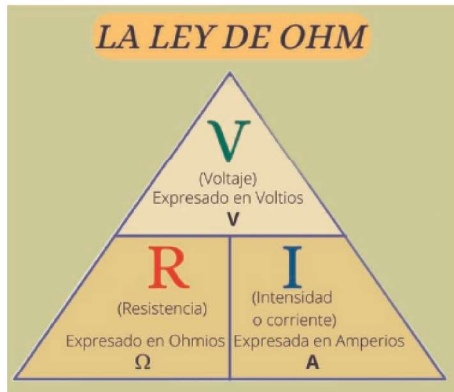 LA LEY DE OHM
V
(Voltaje)
Expresado en Voltios
V
R
(Resistencia)
Expresado en Ohmios
Ω
I
(Intensidad
o corriente)
Expresada en Amperios
A